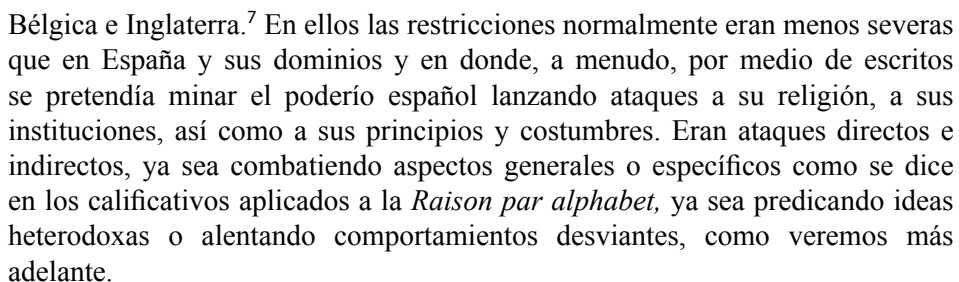 Bélgica e Inglaterra.⁷ En ellos las restricciones normalmente eran menos severas
que en España y sus dominios y en donde, a menudo, por medio de escritos
se pretendía minar el poderío español lanzando ataques a su religión, a sus
instituciones, así como a sus principios y costumbres. Eran ataques directos e
indirectos, ya sea combatiendo aspectos generales o específicos como se dice
en los calificativos aplicados a la Raison par alphabet, ya sea predicando ideas
heterodoxas o alentando comportamientos desviantes, como veremos más
adelante.